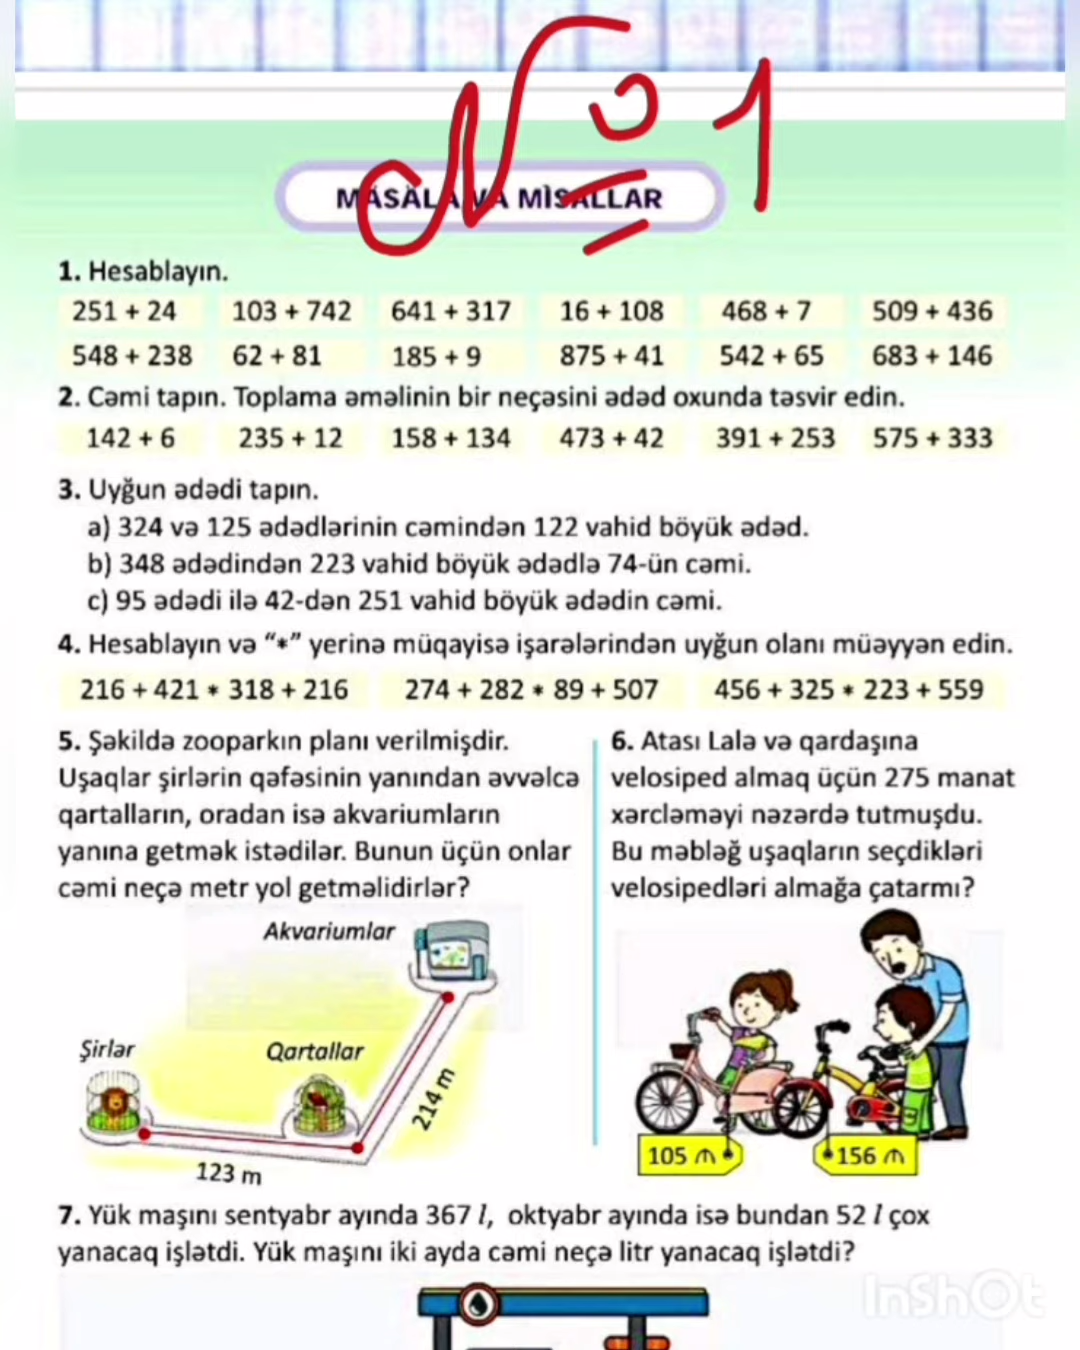 № 1
MƏSƏLƏ VƏ MİSALLAR
1. Hesablayın.
251 + 24 103 + 742 641 + 317 16 + 108 468 + 7 509 + 436
548 + 238 62 + 81 185 + 9 875 + 41 542 + 65 683 + 146
2. Cəmi tapın. Toplama əməlinin bir neçəsini ədəd oxunda təsvir edin.
142 + 6 235 + 12 158 + 134 473 + 42 391 + 253 575 + 333
3. Uyğun ədədi tapın.
a) 324 və 125 ədədlərinin cəmindən 122 vahid böyük ədəd.
b) 348 ədədindən 223 vahid böyük ədədlə 74-ün cəmi.
c) 95 ədədi ilə 42-dən 251 vahid böyük ədədin cəmi.
4. Hesablayın və “*” yerinə müqayisə işarələrindən uyğun olanı müəyyən edin.
216 + 421 * 318 + 216 274 + 282 * 89 + 507 456 + 325 * 223 + 559
5. Şəkildə zooparkın planı verilmişdir.
Uşaqlar şirlərin qəfəsinin yanından əvvəlcə
qartalların, oradan isə akvariumların
yanına getmək istədilər. Bunun üçün onlar
cəmi neçə metr yol getməlidirlər?
Akvariumlar
Şirlər
Qartallar
214 m
123 m
6. Atası Lalə və qardaşına
velosiped almaq üçün 275 manat
xərcləməyi nəzərdə tutmuşdu.
Bu məbləğ uşaqların seçdikləri
velosipedləri almağa çatarmı?
105 ₼
156 ₼
7. Yük maşını sentyabr ayında 367 l, oktyabr ayında isə bundan 52 l çox
yanacaq işlətdi. Yük maşını iki ayda cəmi neçə litr yanacaq işlətdi?
InShOt